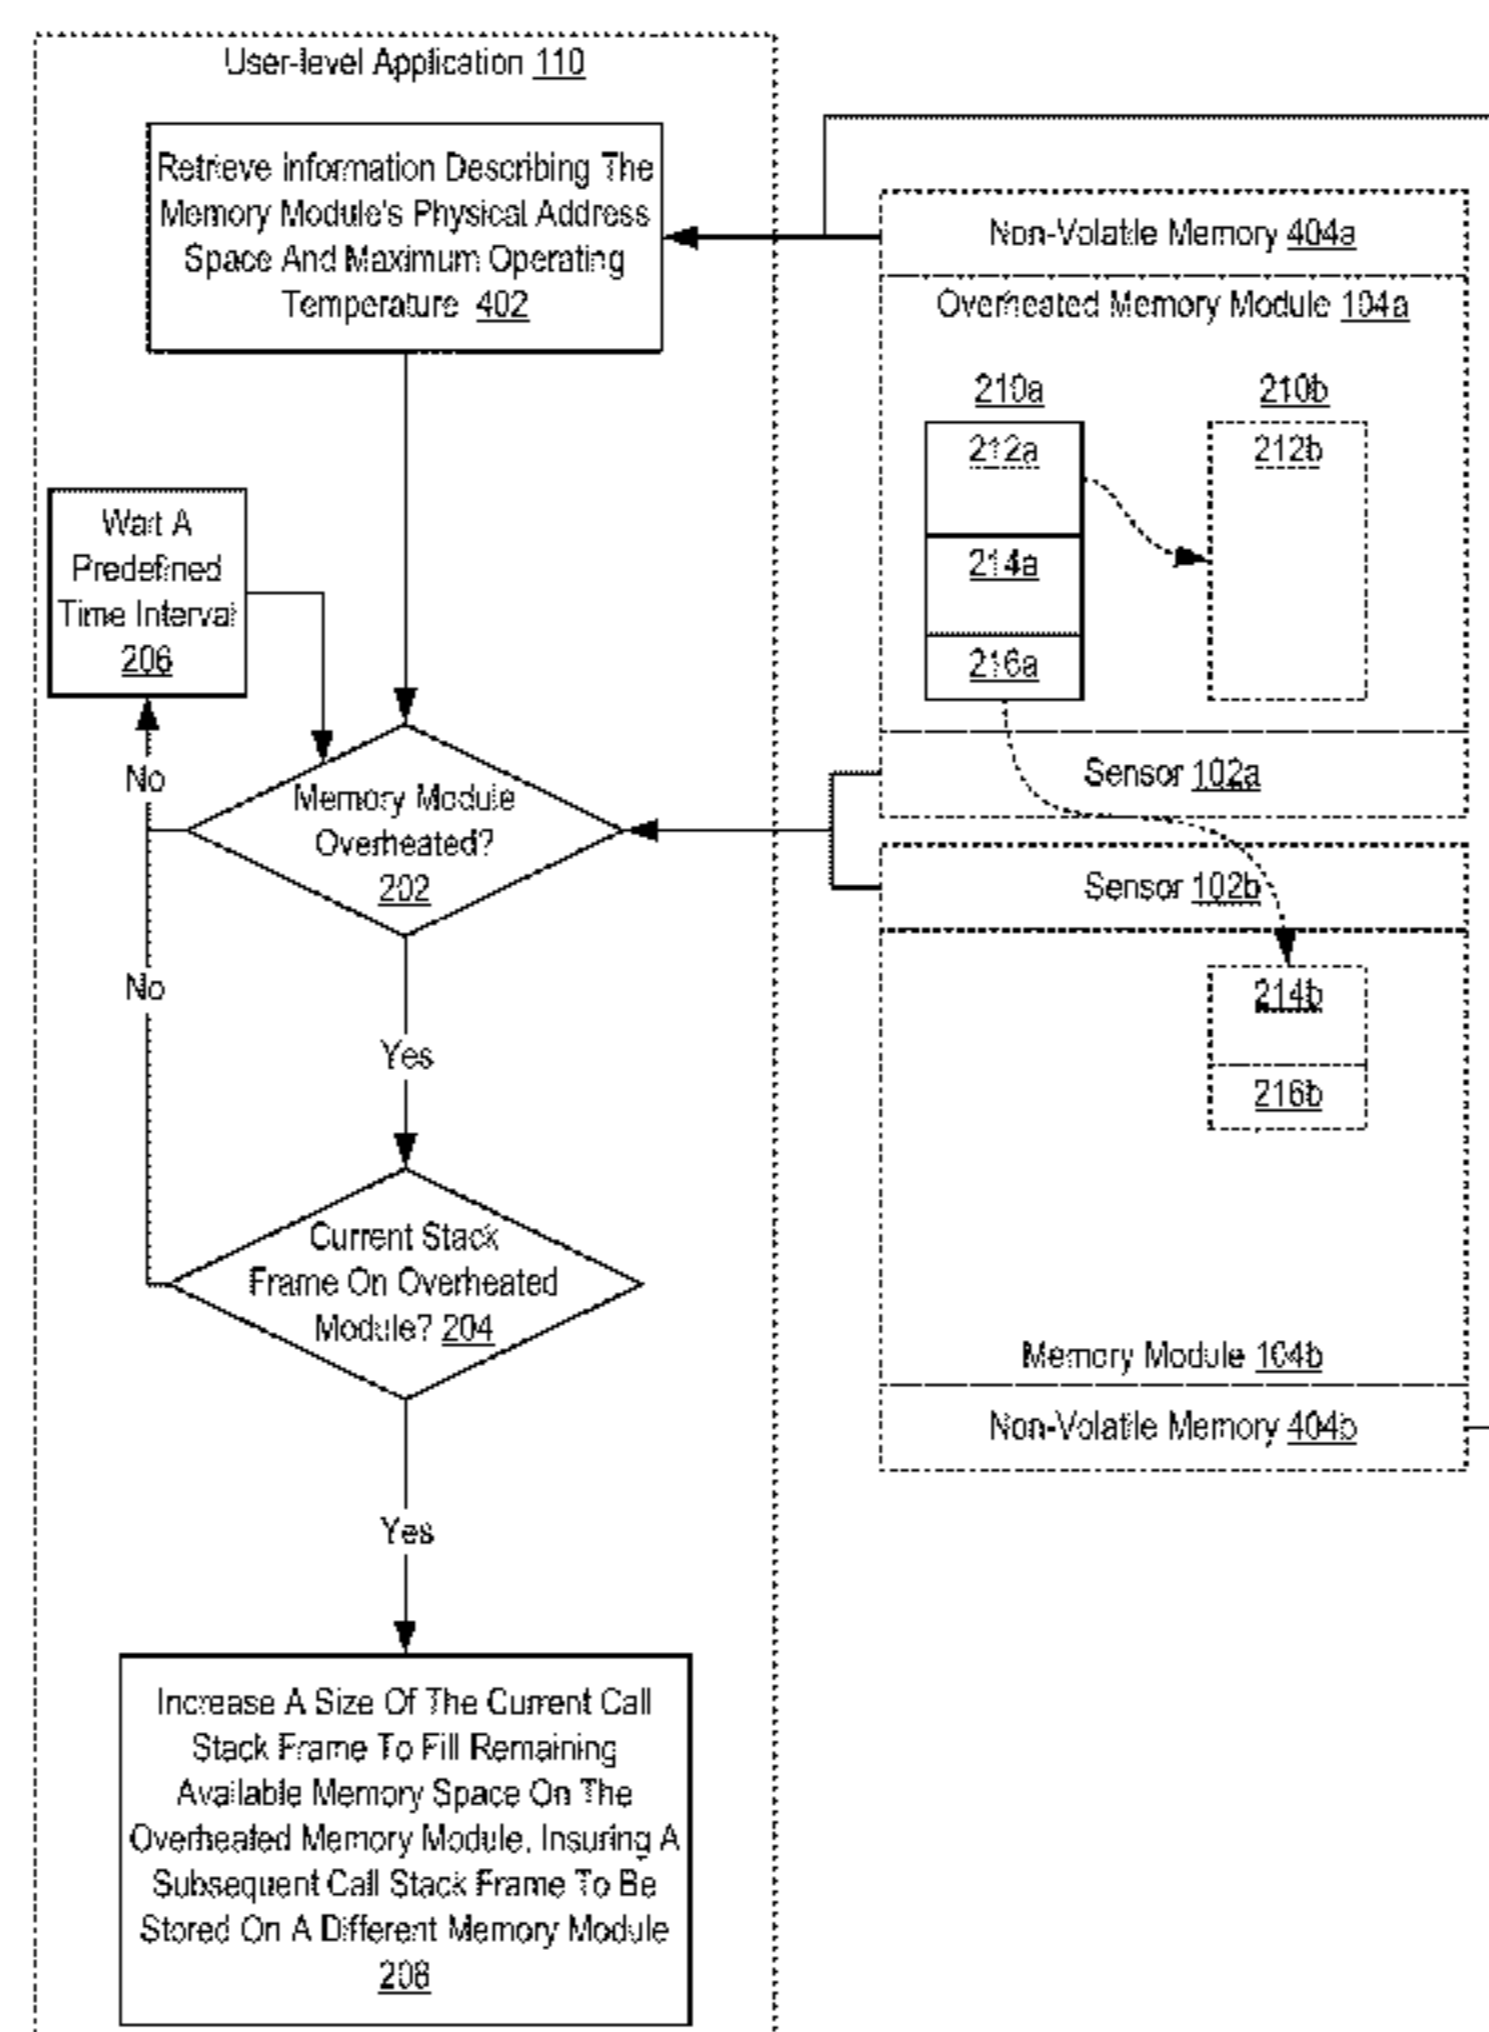 User-level Application 110
Retrieve Information Describing The
Memory Module's Physical Address
Space And Maximum Operating
Temperature 402
Wait A
Predefined
Time Interval
206
No
Memory Module
Overheated?
202
No
Yes
Current Stack
Frame On Overheated
Module? 204
Yes
Increase A Size Of The Current Call
Stack Frame To Fill Remaining
Available Memory Space On The
Overheated Memory Module, Insuring A
Subsequent Call Stack Frame To Be
Stored On A Different Memory Module
208
Non-Volatile Memory 404a
Overheated Memory Module 104a
210a
210b
212a
212b
214a
216a
Sensor 102a
Sensor 102b
214b
216b
Memory Module 104b
Non-Volatile Memory 404b